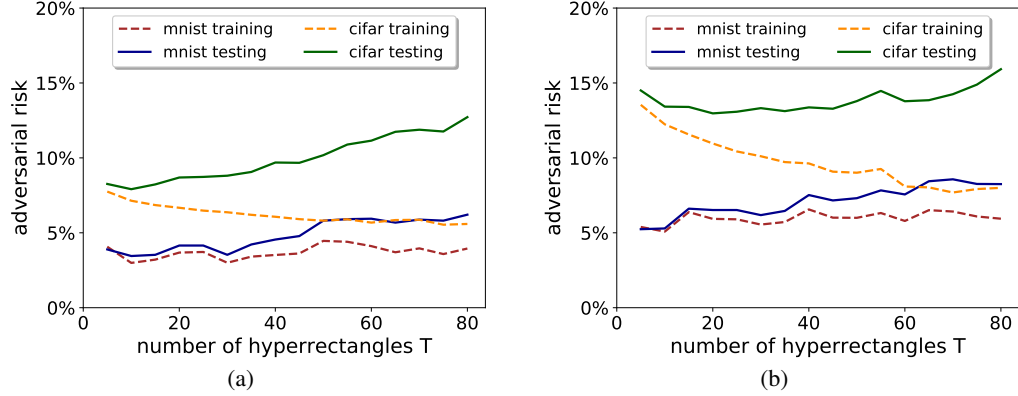 20%
15%
10%
5%
0%
adversarial risk
mnist training
mnist testing
cifar training
cifar testing
0 20 40 60 80
number of hyperrectangles T
(a)
20%
15%
10%
5%
0%
adversarial risk
mnist training
mnist testing
cifar training
cifar testing
0 20 40 60 80
number of hyperrectangles T
(b)